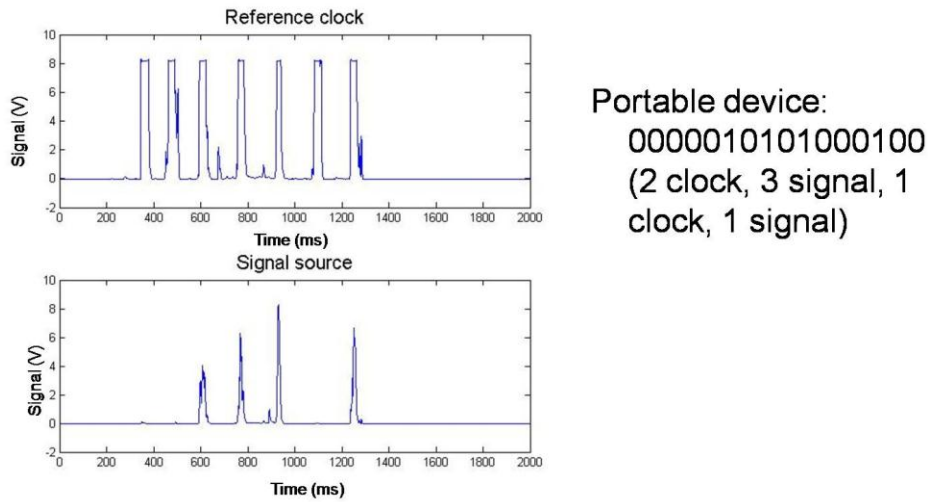 Reference clock
10
8
6
4
2
0
-2
Signal (V)
0 200 400 600 800 1000 1200 1400 1600 1800 2000
Time (ms)
Signal source
10
8
6
4
2
0
-2
Signal (V)
0 200 400 600 800 1000 1200 1400 1600 1800 2000
Time (ms)
Portable device:
0000010101000100
(2 clock, 3 signal, 1
clock, 1 signal)